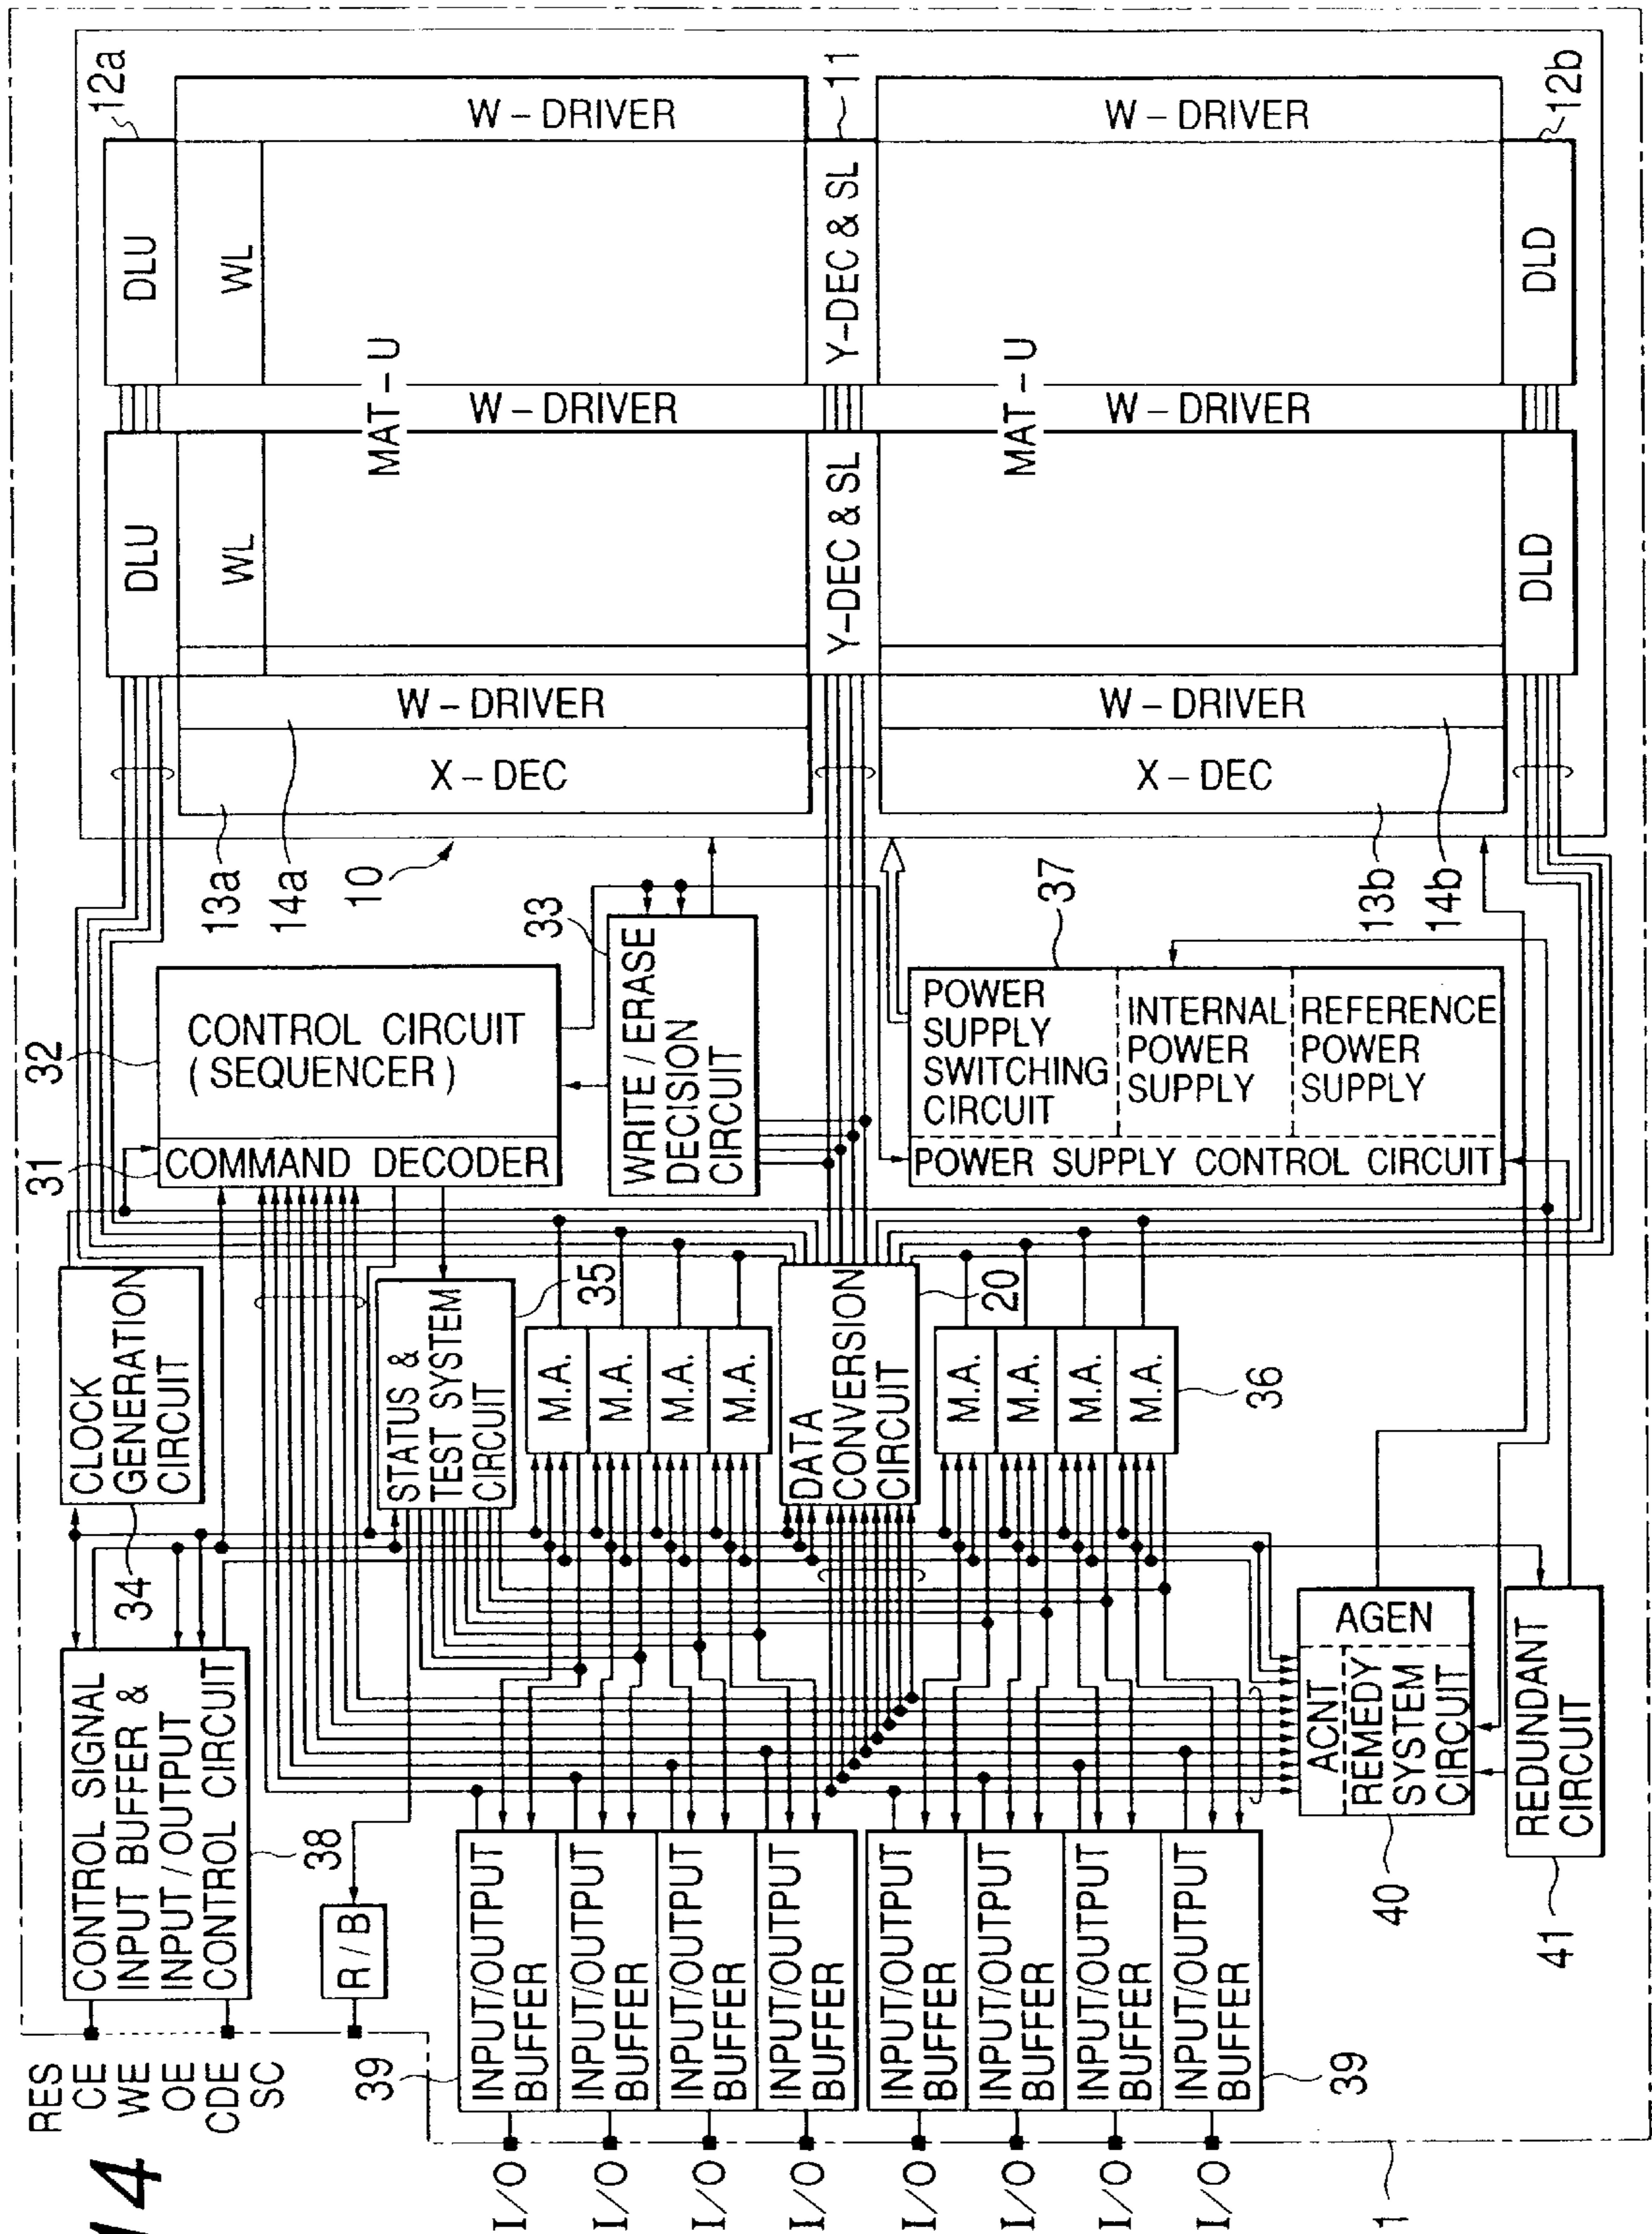 14
RES
CE
WE
OE
CDE
SC
CONTROL SIGNAL
INPUT BUFFER &
INPUT / OUTPUT
CONTROL CIRCUIT
38
R / B
34
CLOCK
GENERATION
CIRCUIT
31
32
CONTROL CIRCUIT
( SEQUENCER )
COMMAND DECODER
STATUS &
TEST SYSTEM
CIRCUIT
35
33
WRITE / ERASE
DECISION
CIRCUIT
13a
14a
10
12a
DLU
DLU
WL
WL
W – DRIVER
W – DRIVER
W – DRIVER
X – DEC
MAT – U
11
Y–DEC & SL
Y–DEC & SL
W – DRIVER
W – DRIVER
W – DRIVER
X – DEC
MAT – U
12b
DLD
DLD
13b
14b
37
POWER
SUPPLY
SWITCHING
CIRCUIT
INTERNAL
POWER
SUPPLY
REFERENCE
POWER
SUPPLY
POWER SUPPLY CONTROL CIRCUIT
M.A.
M.A.
M.A.
M.A.
DATA
CONVERSION
CIRCUIT
20
M.A.
M.A.
M.A.
M.A.
36
39
INPUT/OUTPUT
BUFFER
INPUT/OUTPUT
BUFFER
INPUT/OUTPUT
BUFFER
INPUT/OUTPUT
BUFFER
INPUT/OUTPUT
BUFFER
INPUT/OUTPUT
BUFFER
INPUT/OUTPUT
BUFFER
INPUT/OUTPUT
BUFFER
39
I/O
I/O
I/O
I/O
I/O
I/O
I/O
I/O
ACNT
AGEN
REMEDY
SYSTEM
CIRCUIT
40
REDUNDANT
CIRCUIT
41
1